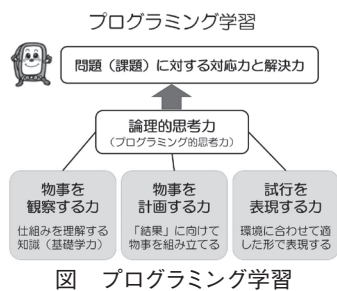 プログラミング学習
問題（課題）に対する対応力と解決力
論理的思考力
（プログラミング的思考力）
物事を
観察する力
仕組みを理解する
知識（基礎学力）
物事を
計画する力
「結果」に向けて
物事を組み立てる
試行を
表現する力
環境に合わせて適
した形で表現する
図　プログラミング学習